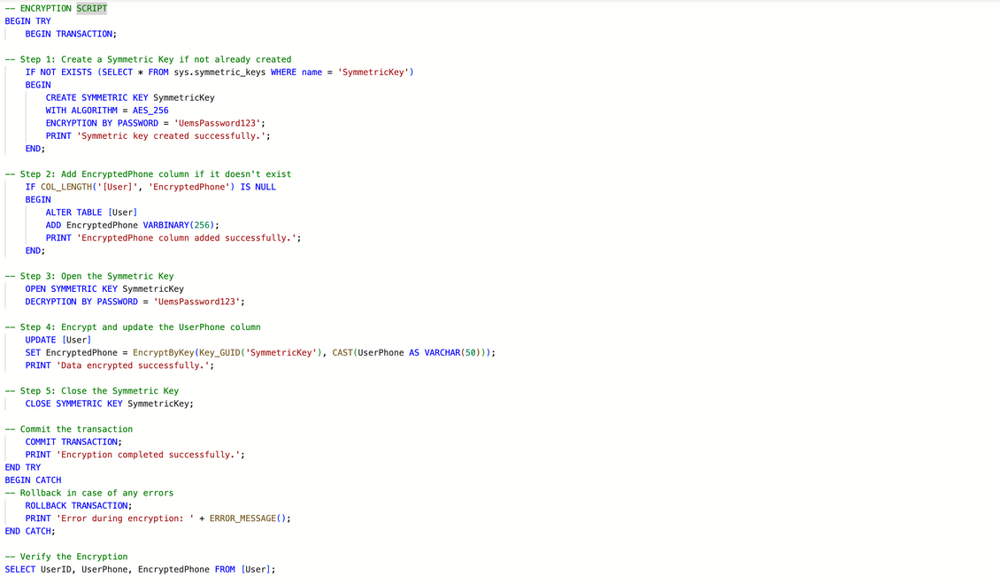 -- ENCRYPTION SCRIPT
BEGIN TRY
    BEGIN TRANSACTION;

-- Step 1: Create a Symmetric Key if not already created
    IF NOT EXISTS (SELECT * FROM sys.symmetric_keys WHERE name = 'SymmetricKey')
    BEGIN
        CREATE SYMMETRIC KEY SymmetricKey
        WITH ALGORITHM = AES_256
        ENCRYPTION BY PASSWORD = 'UemsPassword123';
        PRINT 'Symmetric key created successfully.';
    END;

-- Step 2: Add EncryptedPhone column if it doesn't exist
    IF COL_LENGTH('[User]', 'EncryptedPhone') IS NULL
    BEGIN
        ALTER TABLE [User]
        ADD EncryptedPhone VARBINARY(256);
        PRINT 'EncryptedPhone column added successfully.';
    END;

-- Step 3: Open the Symmetric Key
    OPEN SYMMETRIC KEY SymmetricKey
    DECRYPTION BY PASSWORD = 'UemsPassword123';

-- Step 4: Encrypt and update the UserPhone column
    UPDATE [User]
    SET EncryptedPhone = EncryptByKey(Key_GUID('SymmetricKey'), CAST(UserPhone AS VARCHAR(50)));
    PRINT 'Data encrypted successfully.';

-- Step 5: Close the Symmetric Key
    CLOSE SYMMETRIC KEY SymmetricKey;

-- Commit the transaction
    COMMIT TRANSACTION;
    PRINT 'Encryption completed successfully.';
END TRY
BEGIN CATCH
-- Rollback in case of any errors
    ROLLBACK TRANSACTION;
    PRINT 'Error during encryption: ' + ERROR_MESSAGE();
END CATCH;

-- Verify the Encryption
SELECT UserID, UserPhone, EncryptedPhone FROM [User];